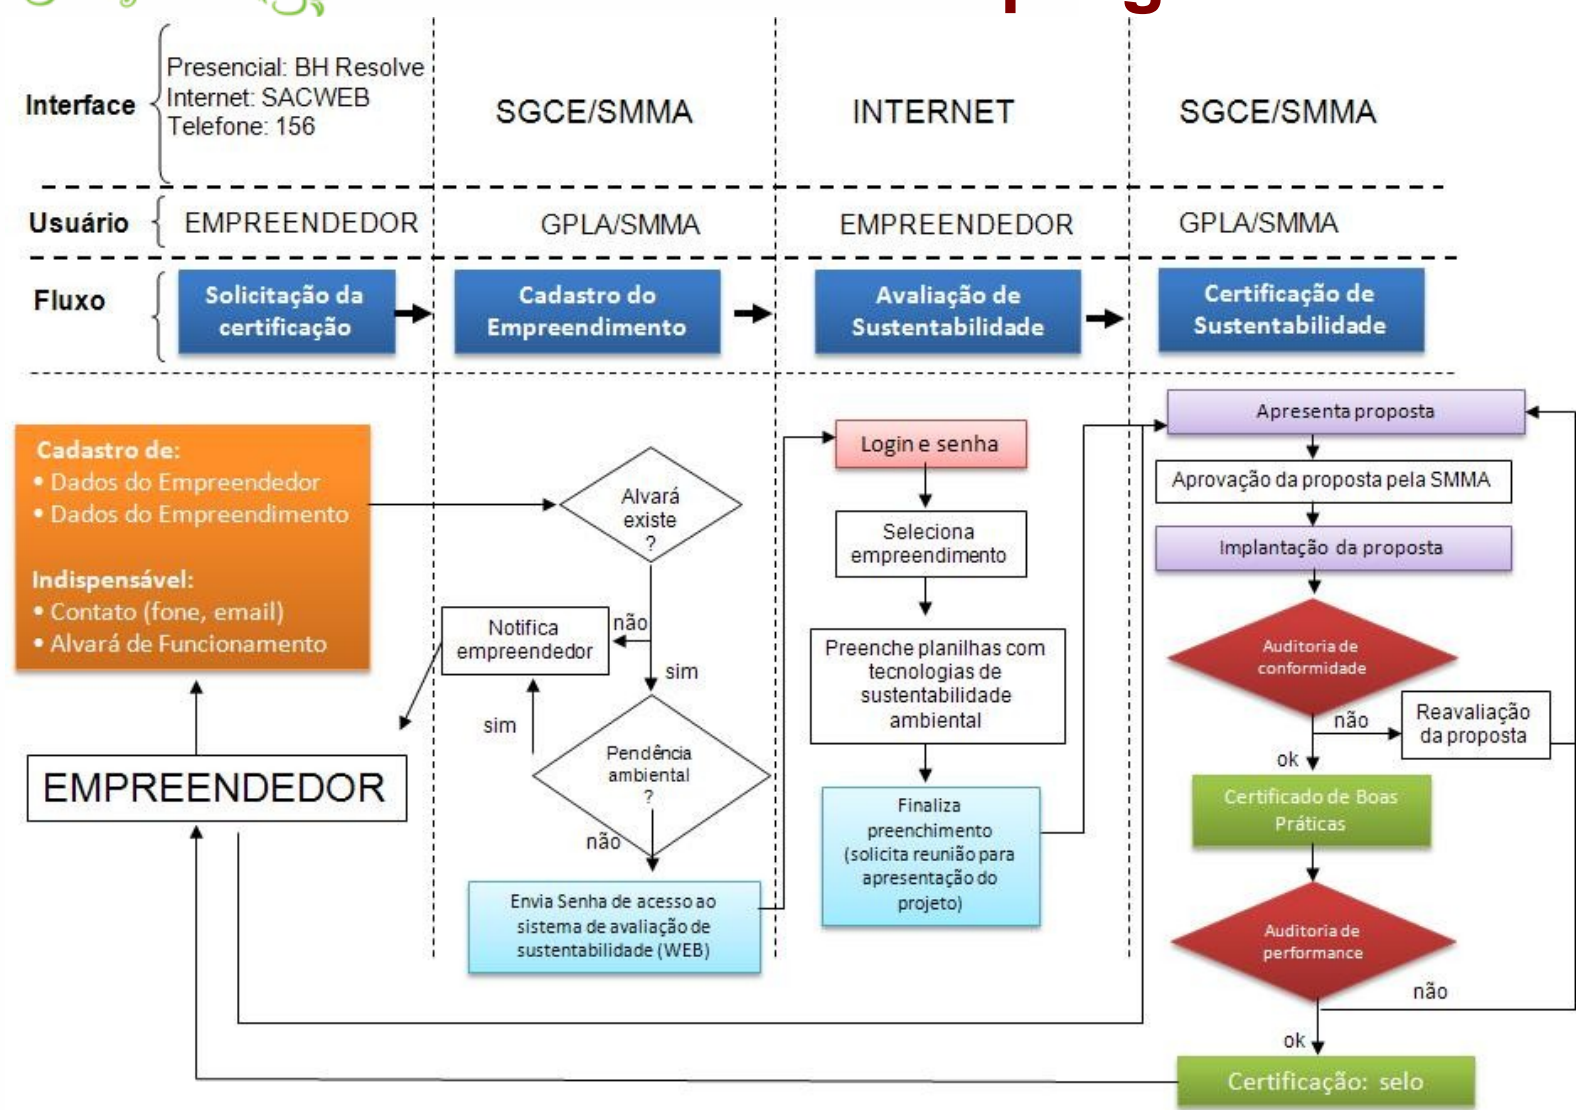 Interface
Presencial: BH Resolve
Internet: SACWEB
Telefone: 156
SGCE/SMMA
INTERNET
SGCE/SMMA
Usuário
EMPREENDEDOR
GPLA/SMMA
EMPREENDEDOR
GPLA/SMMA
Fluxo
Solicitação da
certificação
Cadastro do
Empreendimento
Avaliação de
Sustentabilidade
Certificação de
Sustentabilidade
Cadastro de:
• Dados do Empreendedor
• Dados do Empreendimento
Indispensável:
• Contato (fone, email)
• Alvará de Funcionamento
EMPREENDEDOR
Alvará
existe
?
não
sim
Notifica
empreendedor
sim
Pendência
ambiental
?
não
Envia Senha de acesso ao
sistema de avaliação de
sustentabilidade (WEB)
Login e senha
Seleciona
empreendimento
Preenche planilhas com
tecnologias de
sustentabilidade
ambiental
Finaliza
preenchimento
(solicita reunião para
apresentação do
projeto)
Apresenta proposta
Aprovação da proposta pela SMMA
Implantação da proposta
Auditoria de
conformidade
não
Reavaliação
da proposta
ok
Certificado de Boas
Práticas
Auditoria de
performance
não
ok
Certificação: selo